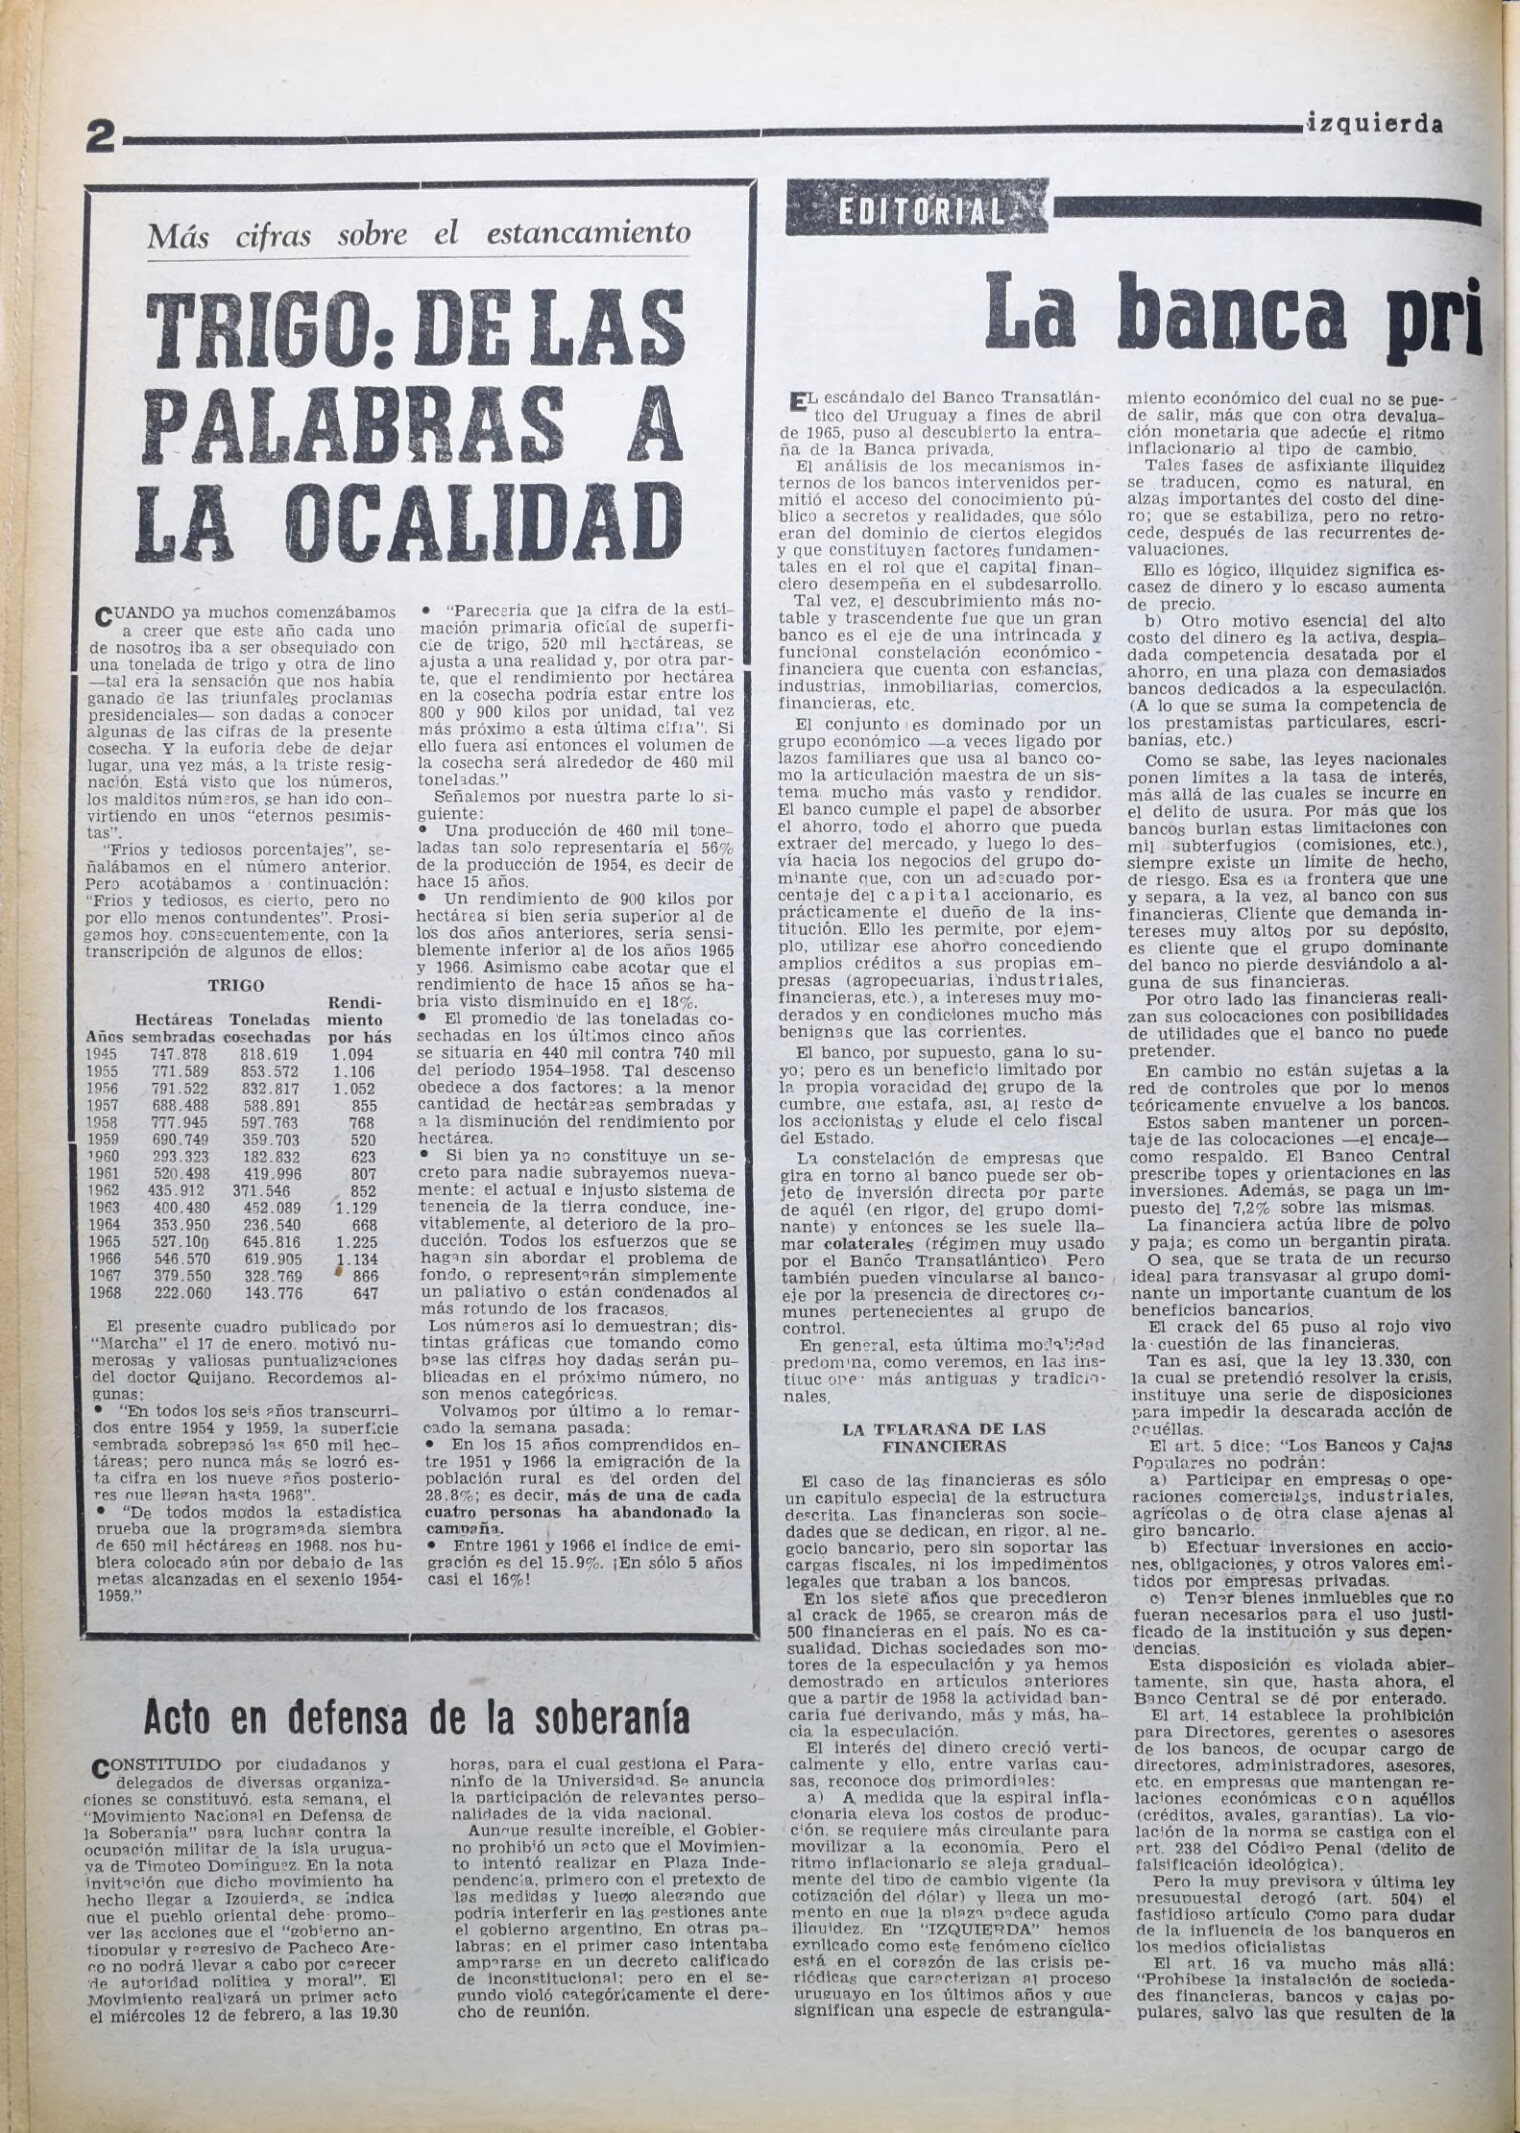 2
izquierda
Más cifras sobre el estancamiento
TRIGO: DE LAS
PALABRAS A
LA OCALIDAD
CUANDO ya muchos comenzábamos
a creer que este año cada uno
de nosotros iba a ser obsequiado con
una tonelada de trigo y otra de lino
—tal era la sensación que nos había
ganado de las triunfales proclamas
presidenciales— son dadas a conocer
algunas de las cifras de la presente
cosecha. Y la euforia debe de dejar
lugar, una vez más, a la triste resig-
nación. Está visto que los números,
los malditos números, se han ido con-
virtiendo en unos "eternos pesimis-
tas".
"Fríos y tediosos porcentajes", se-
ñalábamos en el número anterior.
Pero acotábamos a continuación:
"Fríos y tediosos, es cierto, pero no
por ello menos contundentes". Prosi-
gamos hoy, consecuentemente, con la
transcripción de algunos de ellos:
TRIGO
Rendi-
Hectáreas Toneladas miento
Años sembradas cosechadas por hás
1945 747.878 818.619 1.094
1955 771.589 853.572 1.106
1956 791.522 832.817 1.052
1957 688.488 588.891 855
1958 777.945 597.763 768
1959 690.749 359.703 520
1960 293.323 182.832 623
1961 520.498 419.996 807
1962 435.912 371.546 852
1963 400.480 452.089 1.129
1964 353.950 236.540 668
1965 527.100 645.816 1.225
1966 546.570 619.905 1.134
1967 379.550 328.769 866
1968 222.060 143.776 647
El presente cuadro publicado por
"Marcha" el 17 de enero, motivó nu-
merosas y valiosas puntualizaciones
del doctor Quijano. Recordemos al-
gunas:
• "En todos los seis años transcurri-
dos entre 1954 y 1959, la superficie
sembrada sobrepasó las 650 mil hec-
táreas; pero nunca más se logró es-
ta cifra en los nueve años posterio-
res que llegan hasta 1968".
• "De todos modos la estadística
prueba que la programada siembra
de 650 mil héctáreas en 1968, nos hu-
biera colocado aún por debajo de las
metas alcanzadas en el sexenio 1954-
1959."
• "Parecería que la cifra de la esti-
mación primaria oficial de superfi-
cie de trigo, 520 mil hectáreas, se
ajusta a una realidad y, por otra par-
te, que el rendimiento por hectárea
en la cosecha podría estar entre los
800 y 900 kilos por unidad, tal vez
más próximo a esta última cifra". Si
ello fuera así entonces el volumen de
la cosecha será alrededor de 460 mil
toneladas."
Señalemos por nuestra parte lo si-
guiente:
• Una producción de 460 mil tone-
ladas tan solo representaría el 56%
de la producción de 1954, es decir de
hace 15 años.
• Un rendimiento de 900 kilos por
hectárea si bien sería superior al de
los dos años anteriores, sería sensi-
blemente inferior al de los años 1965
y 1966. Asimismo cabe acotar que el
rendimiento de hace 15 años se ha-
bría visto disminuído en el 18%.
• El promedio de las toneladas co-
sechadas en los últimos cinco años
se situaría en 440 mil contra 740 mil
del período 1954-1958. Tal descenso
obedece a dos factores: a la menor
cantidad de hectáreas sembradas y
a la disminución del rendimiento por
hectárea.
• Si bien ya no constituye un se-
creto para nadie subrayemos nueva-
mente: el actual e injusto sistema de
tenencia de la tierra conduce, ine-
vitablemente, al deterioro de la pro-
ducción. Todos los esfuerzos que se
hagan sin abordar el problema de
fondo, o representarán simplemente
un paliativo o están condenados al
más rotundo de los fracasos.
Los números así lo demuestran; dis-
tintas gráficas que tomando como
base las cifras hoy dadas serán pu-
blicadas en el próximo número, no
son menos categóricas.
Volvamos por último a lo remar-
cado la semana pasada:
• En los 15 años comprendidos en-
tre 1951 y 1966 la emigración de la
población rural es del orden del
28.8%; es decir, más de una de cada
cuatro personas ha abandonado la
campaña.
• Entre 1961 y 1966 el índice de emi-
gración es del 15.9%. ¡En sólo 5 años
casi el 16%!
Acto en defensa de la soberanía
CONSTITUIDO por ciudadanos y
delegados de diversas organiza-
ciones se constituyó, esta semana, el
"Movimiento Nacional en Defensa de
la Soberanía" para luchar contra la
ocupación militar de la isla urugua-
ya de Timoteo Domínguez. En la nota
invitación que dicho movimiento ha
hecho llegar a Izquierda, se indica
que el pueblo oriental debe promo-
ver las acciones que el "gobierno an-
tipopular y regresivo de Pacheco Are-
co no podrá llevar a cabo por carecer
de autoridad política y moral". El
Movimiento realizará un primer acto
el miércoles 12 de febrero, a las 19.30
horas, para el cual gestiona el Para-
ninfo de la Universidad. Se anuncia
la participación de relevantes perso-
nalidades de la vida nacional.
Aunque resulte increíble, el Gobier-
no prohibió un acto que el Movimien-
to intentó realizar en Plaza Inde-
pendencia, primero con el pretexto de
las medidas y luego alegando que
podría interferir en las gestiones ante
el gobierno argentino. En otras pa-
labras: en el primer caso intentaba
ampararse en un decreto calificado
de inconstitucional; pero en el se-
gundo violó categóricamente el dere-
cho de reunión.
EDITORIAL
La banca pri
EL escándalo del Banco Transatlán-
tico del Uruguay a fines de abril
de 1965, puso al descubierto la entra-
ña de la Banca privada.
El análisis de los mecanismos in-
ternos de los bancos intervenidos per-
mitió el acceso del conocimiento pú-
blico a secretos y realidades, que sólo
eran del dominio de ciertos elegidos
y que constituyen factores fundamen-
tales en el rol que el capital finan-
ciero desempeña en el subdesarrollo.
Tal vez, el descubrimiento más no-
table y trascendente fue que un gran
banco es el eje de una intrincada y
funcional constelación económico-
financiera que cuenta con estancias,
industrias, inmobiliarias, comercios,
financieras, etc.
El conjunto es dominado por un
grupo económico —a veces ligado por
lazos familiares que usa al banco co-
mo la articulación maestra de un sis-
tema mucho más vasto y rendidor.
El banco cumple el papel de absorber
el ahorro, todo el ahorro que pueda
extraer del mercado, y luego lo des-
vía hacia los negocios del grupo do-
minante que, con un adecuado por-
centaje del capital accionario, es
prácticamente el dueño de la ins-
titución. Ello les permite, por ejem-
plo, utilizar ese ahorro concediendo
amplios créditos a sus propias em-
presas (agropecuarias, industriales,
financieras, etc.), a intereses muy mo-
derados y en condiciones mucho más
benignas que las corrientes.
El banco, por supuesto, gana lo su-
yo; pero es un beneficio limitado por
la propia voracidad del grupo de la
cumbre, que estafa, así, al resto de
los accionistas y elude el celo fiscal
del Estado.
La constelación de empresas que
gira en torno al banco puede ser ob-
jeto de inversión directa por parte
de aquél (en rigor, del grupo domi-
nante) y entonces se les suele lla-
mar colaterales (régimen muy usado
por el Banco Transatlántico). Pero
también pueden vincularse al banco-
eje por la presencia de directores co-
munes pertenecientes al grupo de
control.
En general, esta última modalidad
predomina, como veremos, en las ins-
tituciones más antiguas y tradicio-
nales.
LA TELARAÑA DE LAS
FINANCIERAS
El caso de las financieras es sólo
un capítulo especial de la estructura
descrita. Las financieras son socie-
dades que se dedican, en rigor, al ne-
gocio bancario, pero sin soportar las
cargas fiscales, ni los impedimentos
legales que traban a los bancos.
En los siete años que precedieron
al crack de 1965, se crearon más de
500 financieras en el país. No es ca-
sualidad. Dichas sociedades son mo-
tores de la especulación y ya hemos
demostrado en artículos anteriores
que a partir de 1958 la actividad ban-
caria fué derivando, más y más, ha-
cia la especulación.
El interés del dinero creció verti-
calmente y ello, entre varias cau-
sas, reconoce dos primordiales:
a) A medida que la espiral infla-
cionaria eleva los costos de produc-
ción, se requiere más circulante para
movilizar a la economía. Pero el
ritmo inflacionario se aleja gradual-
mente del tipo de cambio vigente (la
cotización del dólar) y llega un mo-
mento en que la plaza padece aguda
iliquidez. En "IZQUIERDA" hemos
explicado como este fenómeno cíclico
está en el corazón de las crisis pe-
riódicas que caracterizan al proceso
uruguayo en los últimos años y que
significan una especie de estrangula-
miento económico del cual no se pue-
de salir, más que con otra devalua-
ción monetaria que adecúe el ritmo
inflacionario al tipo de cambio.
Tales fases de asfixiante iliquidez
se traducen, como es natural, en
alzas importantes del costo del dine-
ro; que se estabiliza, pero no retro-
cede, después de las recurrentes de-
valuaciones.
Ello es lógico, iliquidez significa es-
casez de dinero y lo escaso aumenta
de precio.
b) Otro motivo esencial del alto
costo del dinero es la activa, despia-
dada competencia desatada por el
ahorro, en una plaza con demasiados
bancos dedicados a la especulación.
(A lo que se suma la competencia de
los prestamistas particulares, escri-
banías, etc.)
Como se sabe, las leyes nacionales
ponen límites a la tasa de interés,
más allá de las cuales se incurre en
el delito de usura. Por más que los
bancos burlan estas limitaciones con
mil subterfugios (comisiones, etc.),
siempre existe un límite de hecho,
de riesgo. Esa es la frontera que une
y separa, a la vez, al banco con sus
financieras. Cliente que demanda in-
tereses muy altos por su depósito,
es cliente que el grupo dominante
del banco no pierde desviándolo a al-
guna de sus financieras.
Por otro lado las financieras reali-
zan sus colocaciones con posibilidades
de utilidades que el banco no puede
pretender.
En cambio no están sujetas a la
red de controles que por lo menos
teóricamente envuelve a los bancos.
Estos saben mantener un porcen-
taje de las colocaciones —el encaje—
como respaldo. El Banco Central
prescribe topes y orientaciones en las
inversiones. Además, se paga un im-
puesto del 7,2% sobre las mismas.
La financiera actúa libre de polvo
y paja; es como un bergantín pirata.
O sea, que se trata de un recurso
ideal para transvasar al grupo domi-
nante un importante cuantum de los
beneficios bancarios.
El crack del 65 puso al rojo vivo
la cuestión de las financieras.
Tan es así, que la ley 13.330, con
la cual se pretendió resolver la crisis,
instituye una serie de disposiciones
para impedir la descarada acción de
aquéllas.
El art. 5 dice: "Los Bancos y Cajas
Populares no podrán:
a) Participar en empresas o ope-
raciones comerciales, industriales,
agrícolas o de otra clase ajenas al
giro bancario.
b) Efectuar inversiones en accio-
nes, obligaciones, y otros valores emi-
tidos por empresas privadas.
c) Tener bienes inmluebles que no
fueran necesarios para el uso justi-
ficado de la institución y sus depen-
dencias.
Esta disposición es violada abier-
tamente, sin que, hasta ahora, el
Banco Central se dé por enterado.
El art. 14 establece la prohibición
para Directores, gerentes o asesores
de los bancos, de ocupar cargo de
directores, administradores, asesores,
etc. en empresas que mantengan re-
laciones económicas con aquéllos
(créditos, avales, garantías). La vio-
lación de la norma se castiga con el
art. 238 del Código Penal (delito de
falsificación ideológica).
Pero la muy previsora y última ley
presupuestal derogó (art. 504) el
fastidioso artículo Como para dudar
de la influencia de los banqueros en
los medios oficialistas
El art. 16 va mucho más allá:
"Prohíbese la instalación de socieda-
des financieras, bancos y cajas po-
pulares, salvo las que resulten de la